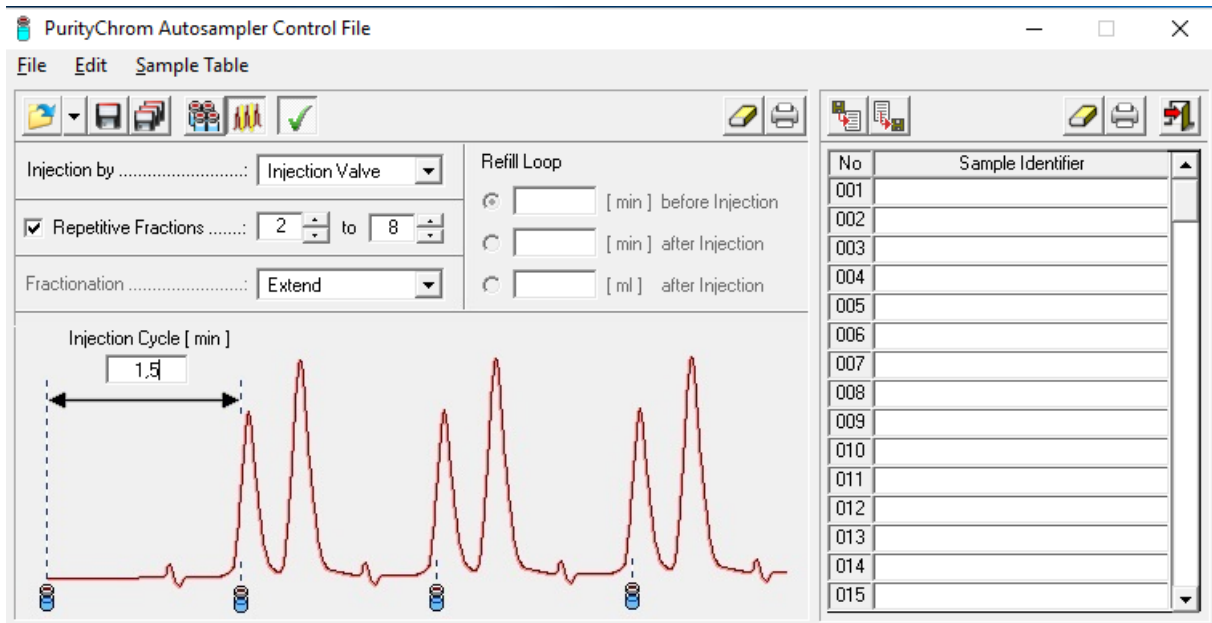 PurityChrom Autosampler Control File
File Edit Sample Table
Injection by ..........................: Injection Valve
Repetitive Fractions .......: 2 to 8
Fractionation ........................: Extend
Refill Loop
[ min ] before Injection
[ min ] after Injection
[ ml ] after Injection
Injection Cycle [ min ]
1,5
No Sample Identifier
001
002
003
004
005
006
007
008
009
010
011
012
013
014
015